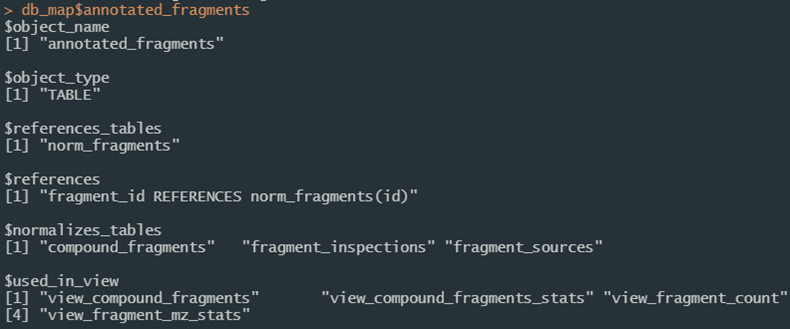 > db_map$annotated_fragments
$object_name
[1] "annotated_fragments"
$object_type
[1] "TABLE"
$references_tables
[1] "norm_fragments"
$references
[1] "fragment_id REFERENCES norm_fragments(id)"
$normalizes_tables
[1] "compound_fragments"   "fragment_inspections" "fragment_sources"
$used_in_view
[1] "view_compound_fragments"       "view_compound_fragments_stats" "view_fragment_count"
[4] "view_fragment_mz_stats"